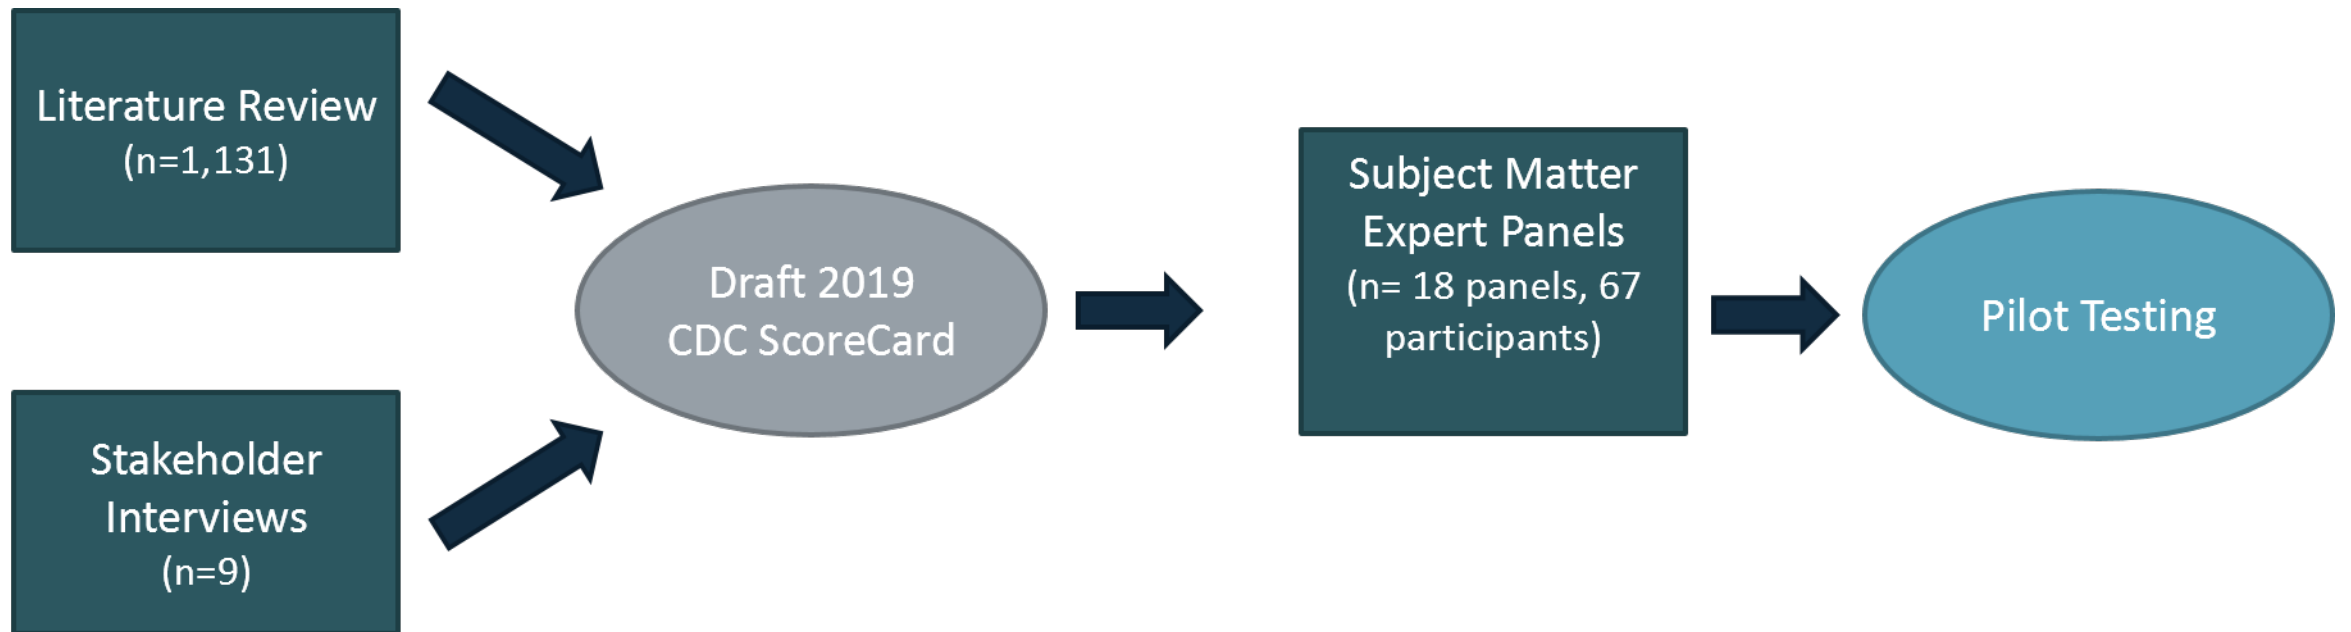 Literature Review
(n=1,131)
Stakeholder
Interviews
(n=9)
Draft 2019
CDC ScoreCard
Subject Matter
Expert Panels
(n= 18 panels, 67
participants)
Pilot Testing